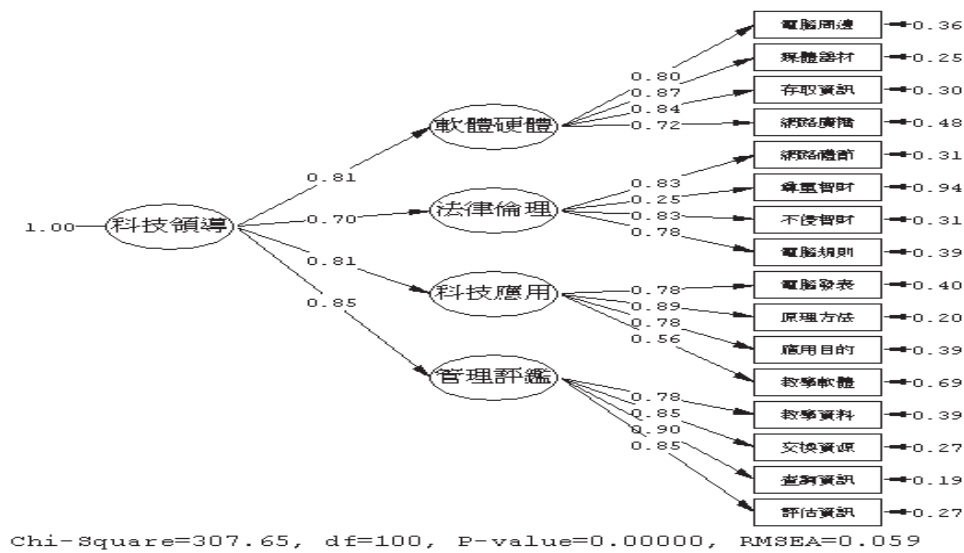 電腦周邊 0.36
媒體器材 0.25
0.80
0.87
存取資訊 0.30
0.84
軟體硬體 0.72 網路廣播 0.48
網路禮節 0.31
0.81
0.83
尊重智財 0.94
0.25
法律倫理 0.83 不侵智財 0.31
1.00 科技領導 0.70
0.78
電腦規則 0.39
0.81
0.78 電腦發表 0.40
科技應用 0.89
0.85
0.78 原理方法 0.20
0.56
應用目的 0.39
管理評鑑 教學軟體 0.69
0.78
0.85 教學資料 0.39
0.90
0.85 交換資源 0.27
查詢資訊 0.19
評估資訊 0.27
Chi-Square=307.65, df=100, P-value=0.00000, RMSEA=0.059